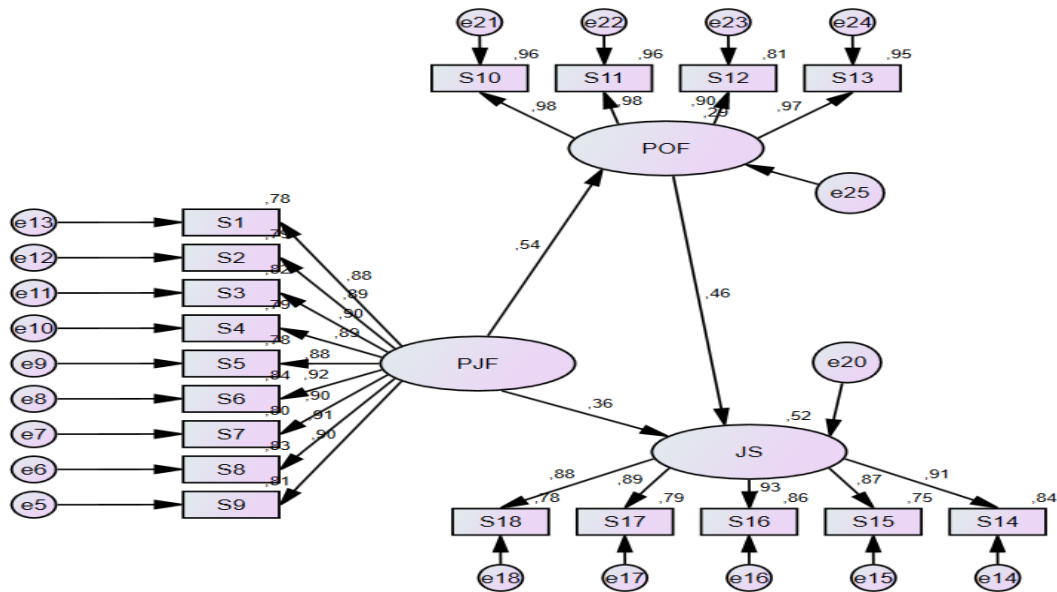 e21 e22 e23 e24
,96 ,96 ,81 ,95
S10 S11 S12 S13
,98 ,98 ,90 ,97
,29
POF
e25
,78
e13 S1
,79
e12 S2
,82
e11 S3
,79
e10 S4
,78
e9 S5
,84
e8 S6
,80
e7 S7
,83
e6 S8
,81
e5 S9
,88
,89
,90
,89
,88
,92
,90
,91
,90
PJF
,54
,46
,36
e20
,52
JS
,88 ,89 ,93 ,87 ,91
,78 ,79 ,86 ,75 ,84
S18 S17 S16 S15 S14
e18 e17 e16 e15 e14